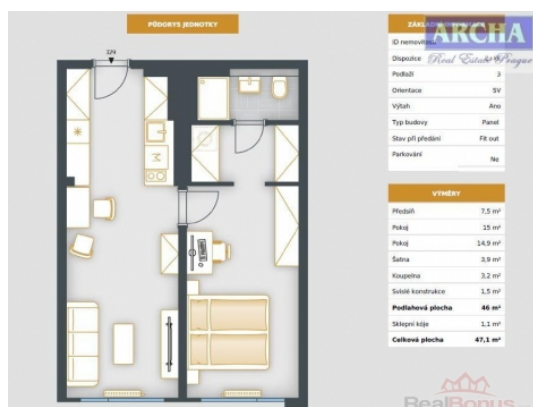 PŮDORYS JEDNOTKY
329
M
ARCHA
Real Estate Prague
ID nemovitosti
Dispozice
Podlaží 3
Orientace SV
Výtah Ano
Typ budovy Panel
Stav při předání Fit out
Parkování Ne
VÝMĚRY
Předsíň 7,5 m²
Pokoj 15 m²
Pokoj 14,9 m²
Šatna 3,9 m²
Koupelna 3,2 m²
Svislé konstrukce 1,5 m²
Podlahová plocha 46 m²
Sklepní kóje 1,1 m²
Celková plocha 47,1 m²
RealBonus